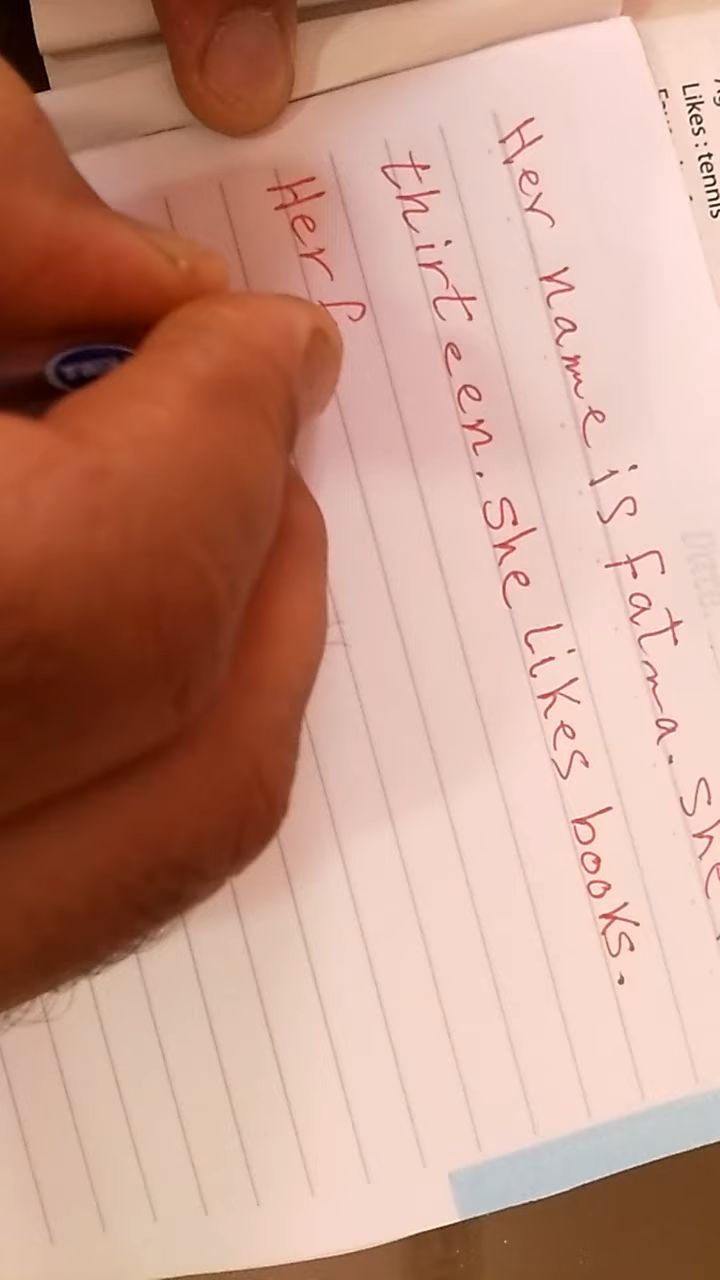 Likes : tennis
Her name is Fatma. She
thirteen. She Likes books.
Her f